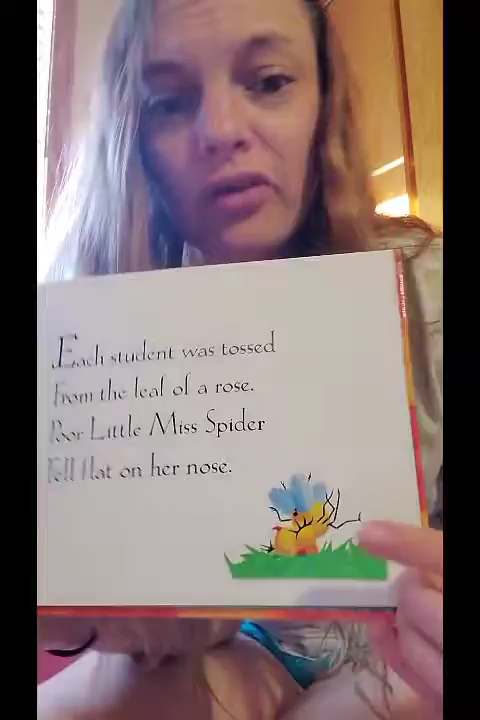 Each student was tossed
From the leaf of a rose.
Poor Little Miss Spider
Fell flat on her nose.